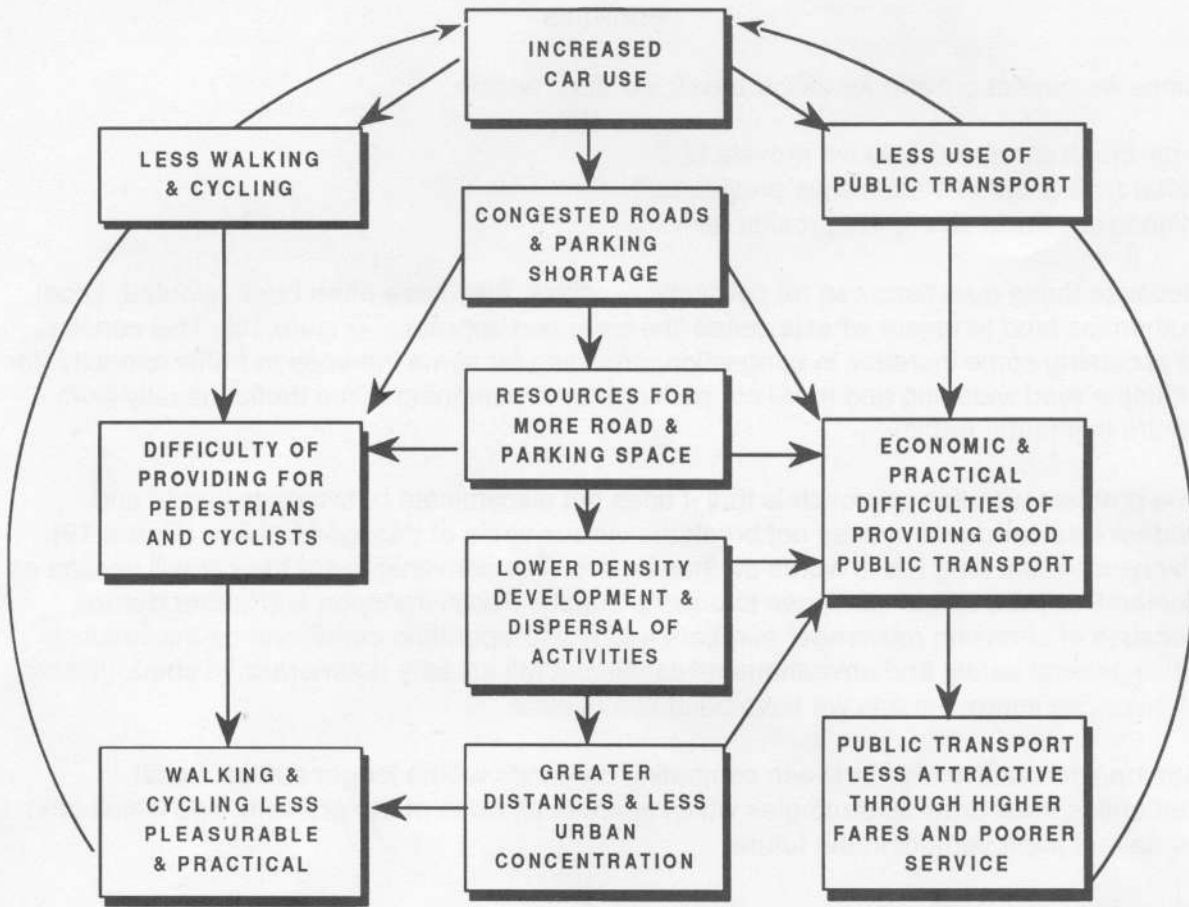 INCREASED
CAR USE
LESS WALKING
& CYCLING
LESS USE OF
PUBLIC TRANSPORT
CONGESTED ROADS
& PARKING
SHORTAGE
RESOURCES FOR
MORE ROAD &
PARKING SPACE
DIFFICULTY OF
PROVIDING FOR
PEDESTRIANS
AND CYCLISTS
ECONOMIC &
PRACTICAL
DIFFICULTIES OF
PROVIDING GOOD
PUBLIC TRANSPORT
LOWER DENSITY
DEVELOPMENT &
DISPERSAL OF
ACTIVITIES
WALKING &
CYCLING LESS
PLEASURABLE
& PRACTICAL
GREATER
DISTANCES & LESS
URBAN
CONCENTRATION
PUBLIC TRANSPORT
LESS ATTRACTIVE
THROUGH HIGHER
FARES AND POORER
SERVICE